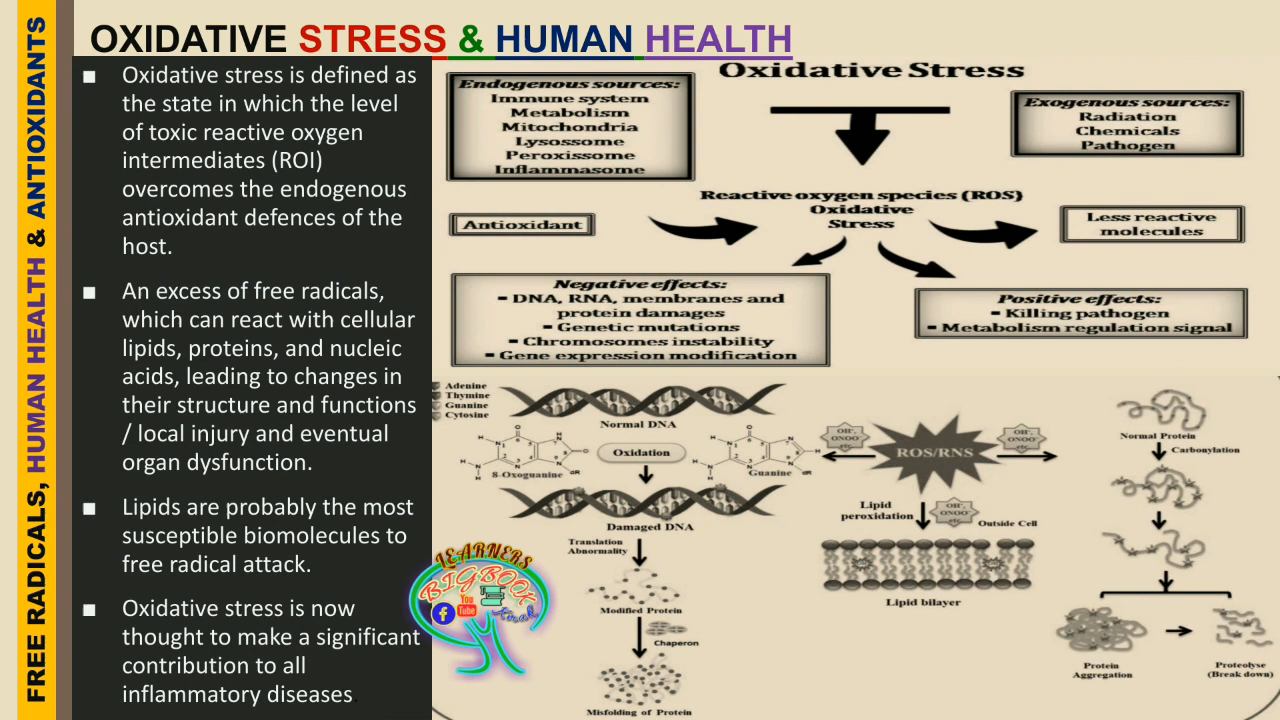 FREE RADICALS, HUMAN HEALTH & ANTIOXIDANTS
OXIDATIVE STRESS & HUMAN HEALTH
▪ Oxidative stress is defined as
the state in which the level
of toxic reactive oxygen
intermediates (ROI)
overcomes the endogenous
antioxidant defences of the
host.
▪ An excess of free radicals,
which can react with cellular
lipids, proteins, and nucleic
acids, leading to changes in
their structure and functions
/ local injury and eventual
organ dysfunction.
▪ Lipids are probably the most
susceptible biomolecules to
free radical attack.
▪ Oxidative stress is now
thought to make a significant
contribution to all
inflammatory diseases.
Oxidative Stress
Endogenous sources:
Immune system
Metabolism
Mitochondria
Lysossome
Peroxissome
Inflammasome
Exogenous sources:
Radiation
Chemicals
Pathogen
Reactive oxygen species (ROS)
Oxidative
Stress
Antioxidant
Less reactive
molecules
Negative effects:
▪ DNA, RNA, membranes and
protein damages
▪ Genetic mutations
▪ Chromosomes instability
▪ Gene expression modification
Positive effects:
▪ Killing pathogen
▪ Metabolism regulation signal
Adenine
Thymine
Guanine
Cytosine
Normal DNA
8-Oxoguanine
Oxidation
Guanine
Damaged DNA
Translation
Abnormality
Modified Protein
Chaperon
Misfolding of Protein
OH·,
ONOO⁻
etc
ROS/RNS
OH·,
ONOO⁻
etc
Lipid
peroxidation
OH·,
ONOO⁻
etc
Outside Cell
Lipid bilayer
Normal Protein
Carbonylation
Protein
Aggregation
Proteolyse
(Break down)
LEARNERS
BIGBOOK
You
Tube